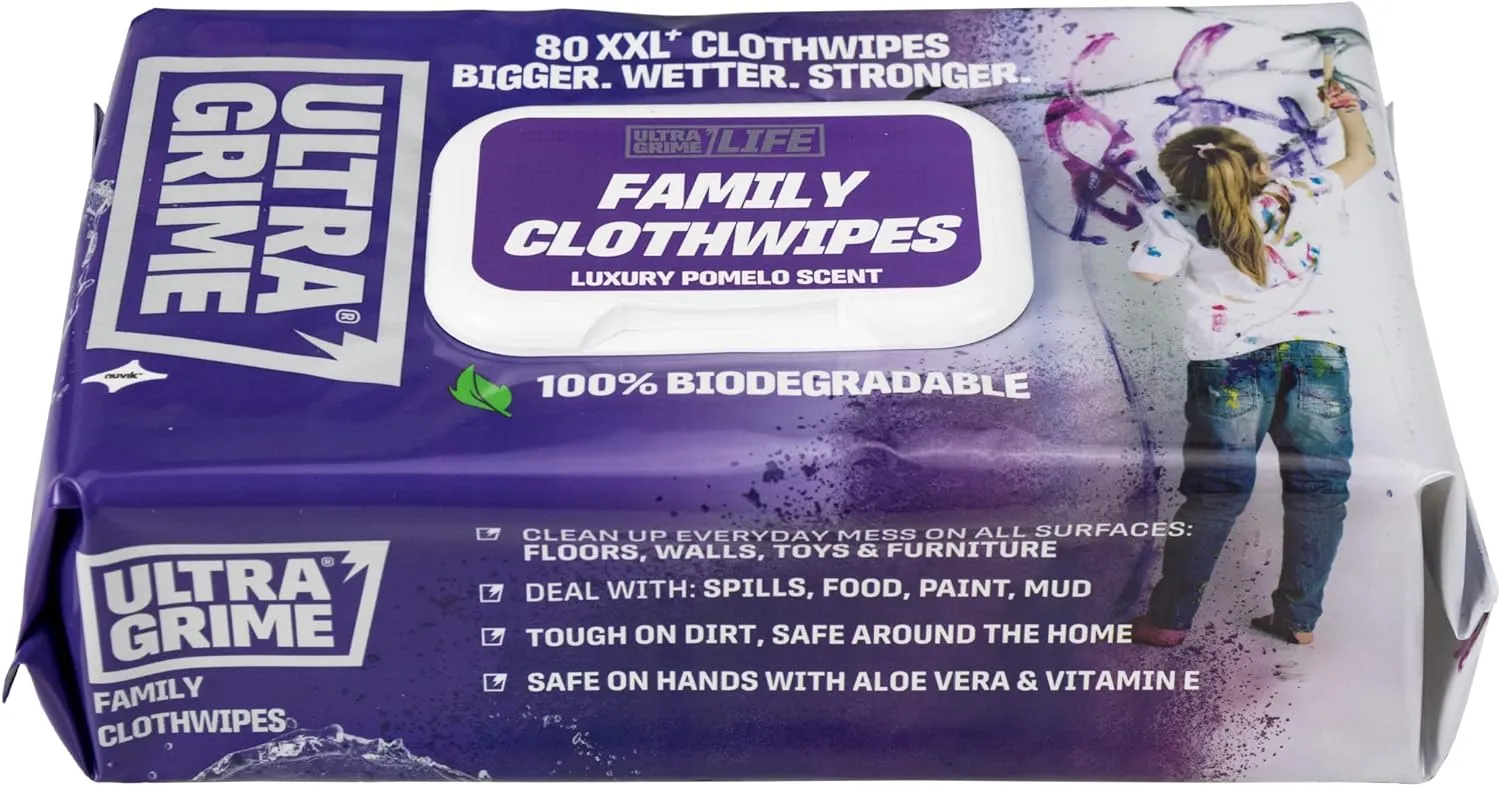 80 XXL+ CLOTHWIPES
BIGGER. WETTER. STRONGER.
ULTRA
GRIME®
ULTRA
GRIME LIFE
FAMILY
CLOTHWIPES
LUXURY POMELO SCENT
nuvik™
100% BIODEGRADABLE
CLEAN UP EVERYDAY MESS ON ALL SURFACES:
FLOORS, WALLS, TOYS & FURNITURE
DEAL WITH: SPILLS, FOOD, PAINT, MUD
TOUGH ON DIRT, SAFE AROUND THE HOME
SAFE ON HANDS WITH ALOE VERA & VITAMIN E
ULTRA®
GRIME
FAMILY
CLOTHWIPES